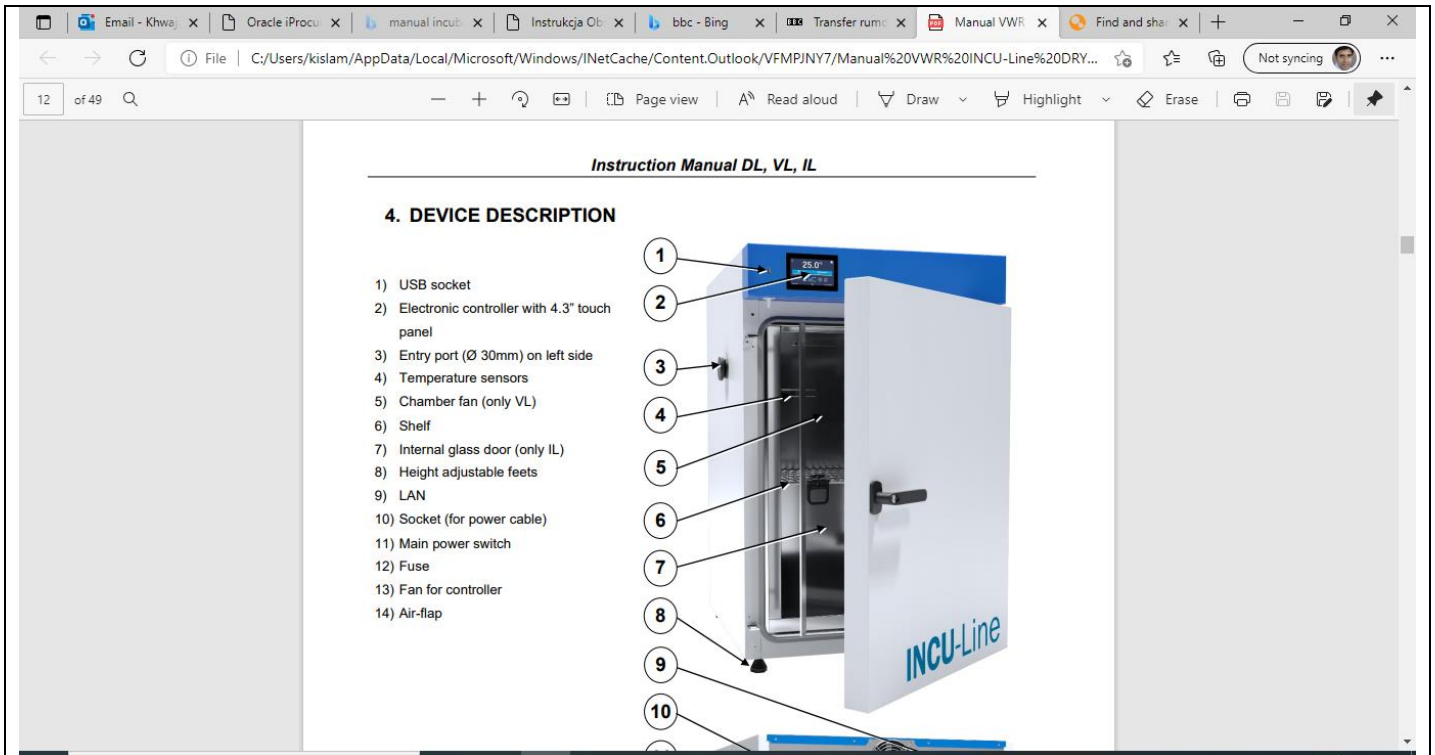 Email - Khwaj
Oracle iProcu
manual incub
Instrukcja Ob
bbc - Bing
BBC Transfer rumo
Manual VWR
Find and shar
File
C:/Users/kislam/AppData/Local/Microsoft/Windows/INetCache/Content.Outlook/VFMPJNY7/Manual%20VWR%20INCU-Line%20DRY...
Not syncing
12 of 49
Page view
Read aloud
Draw
Highlight
Erase
Instruction Manual DL, VL, IL
4. DEVICE DESCRIPTION
1) USB socket
2) Electronic controller with 4.3” touch
panel
3) Entry port (Ø 30mm) on left side
4) Temperature sensors
5) Chamber fan (only VL)
6) Shelf
7) Internal glass door (only IL)
8) Height adjustable feets
9) LAN
10) Socket (for power cable)
11) Main power switch
12) Fuse
13) Fan for controller
14) Air-flap
1
25.0°
2
3
4
5
6
7
8
INCU-Line
9
10